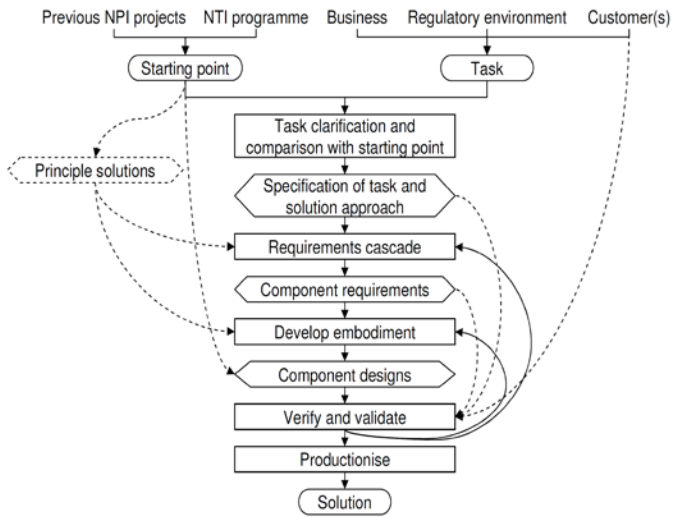 Previous NPI projects NTI programme Business Regulatory environment Customer(s)
Starting point Task
Task clarification and
comparison with starting point
Principle solutions
Specification of task and
solution approach
Requirements cascade
Component requirements
Develop embodiment
Component designs
Verify and validate
Productionise
Solution